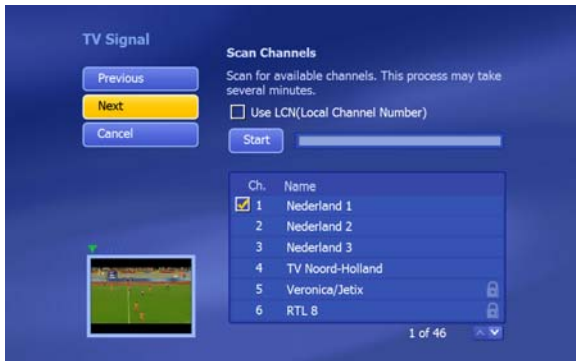 TV Signal
Previous
Next
Cancel
Scan Channels
Scan for available channels. This process may take
several minutes.
Use LCN(Local Channel Number)
Start
Ch. Name
1 Nederland 1
2 Nederland 2
3 Nederland 3
4 TV Noord-Holland
5 Veronica/Jetix
6 RTL 8
1 of 46